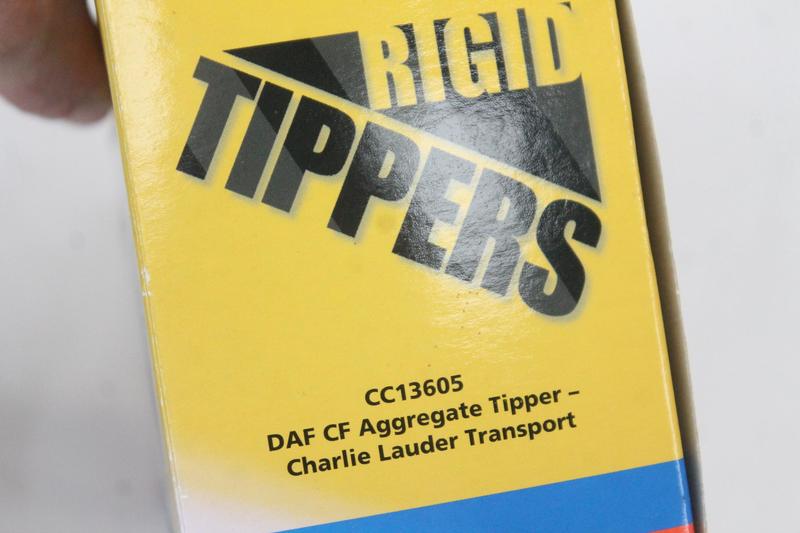 RIGID
TIPPERS
CC13605
DAF CF Aggregate Tipper –
Charlie Lauder Transport